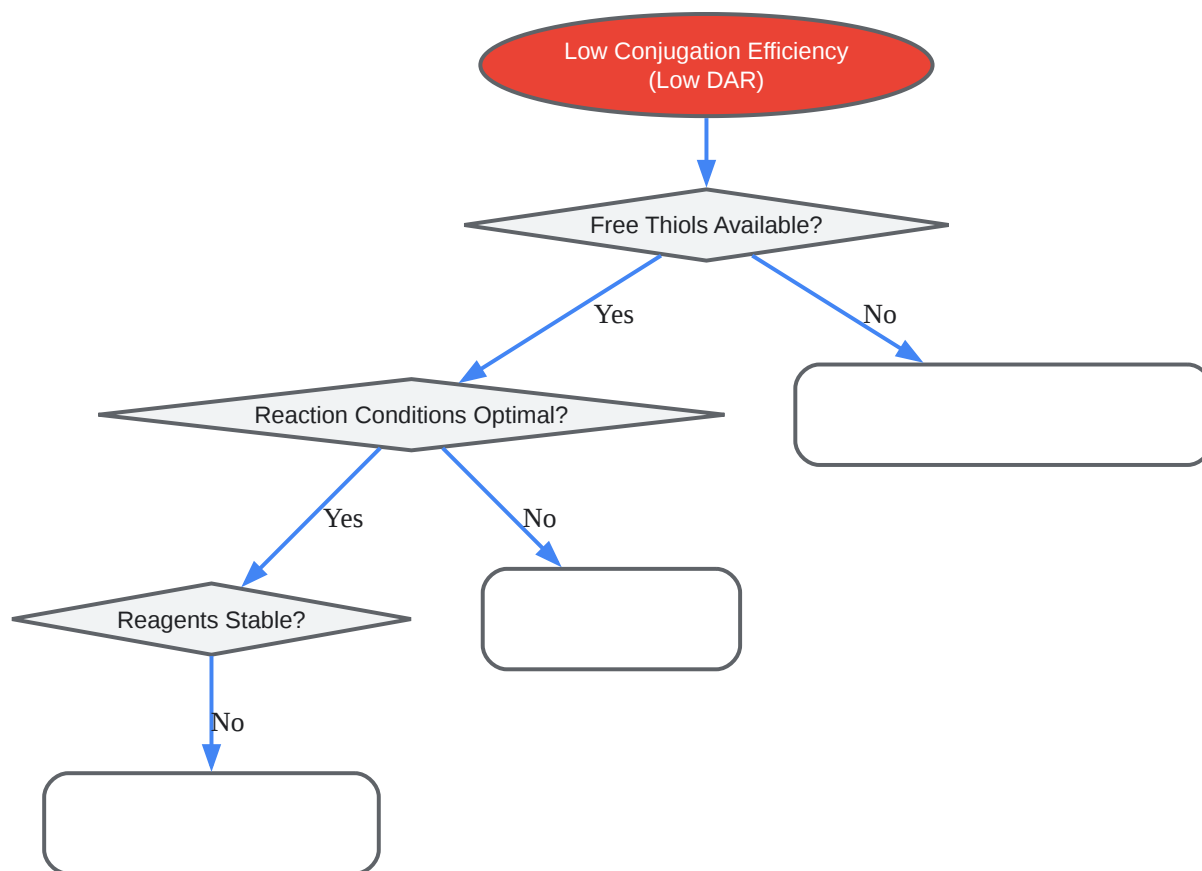 Low Conjugation Efficiency
(Low DAR)
Free Thiols Available?
Yes
No
Reaction Conditions Optimal?
Yes
No
Reagents Stable?
No